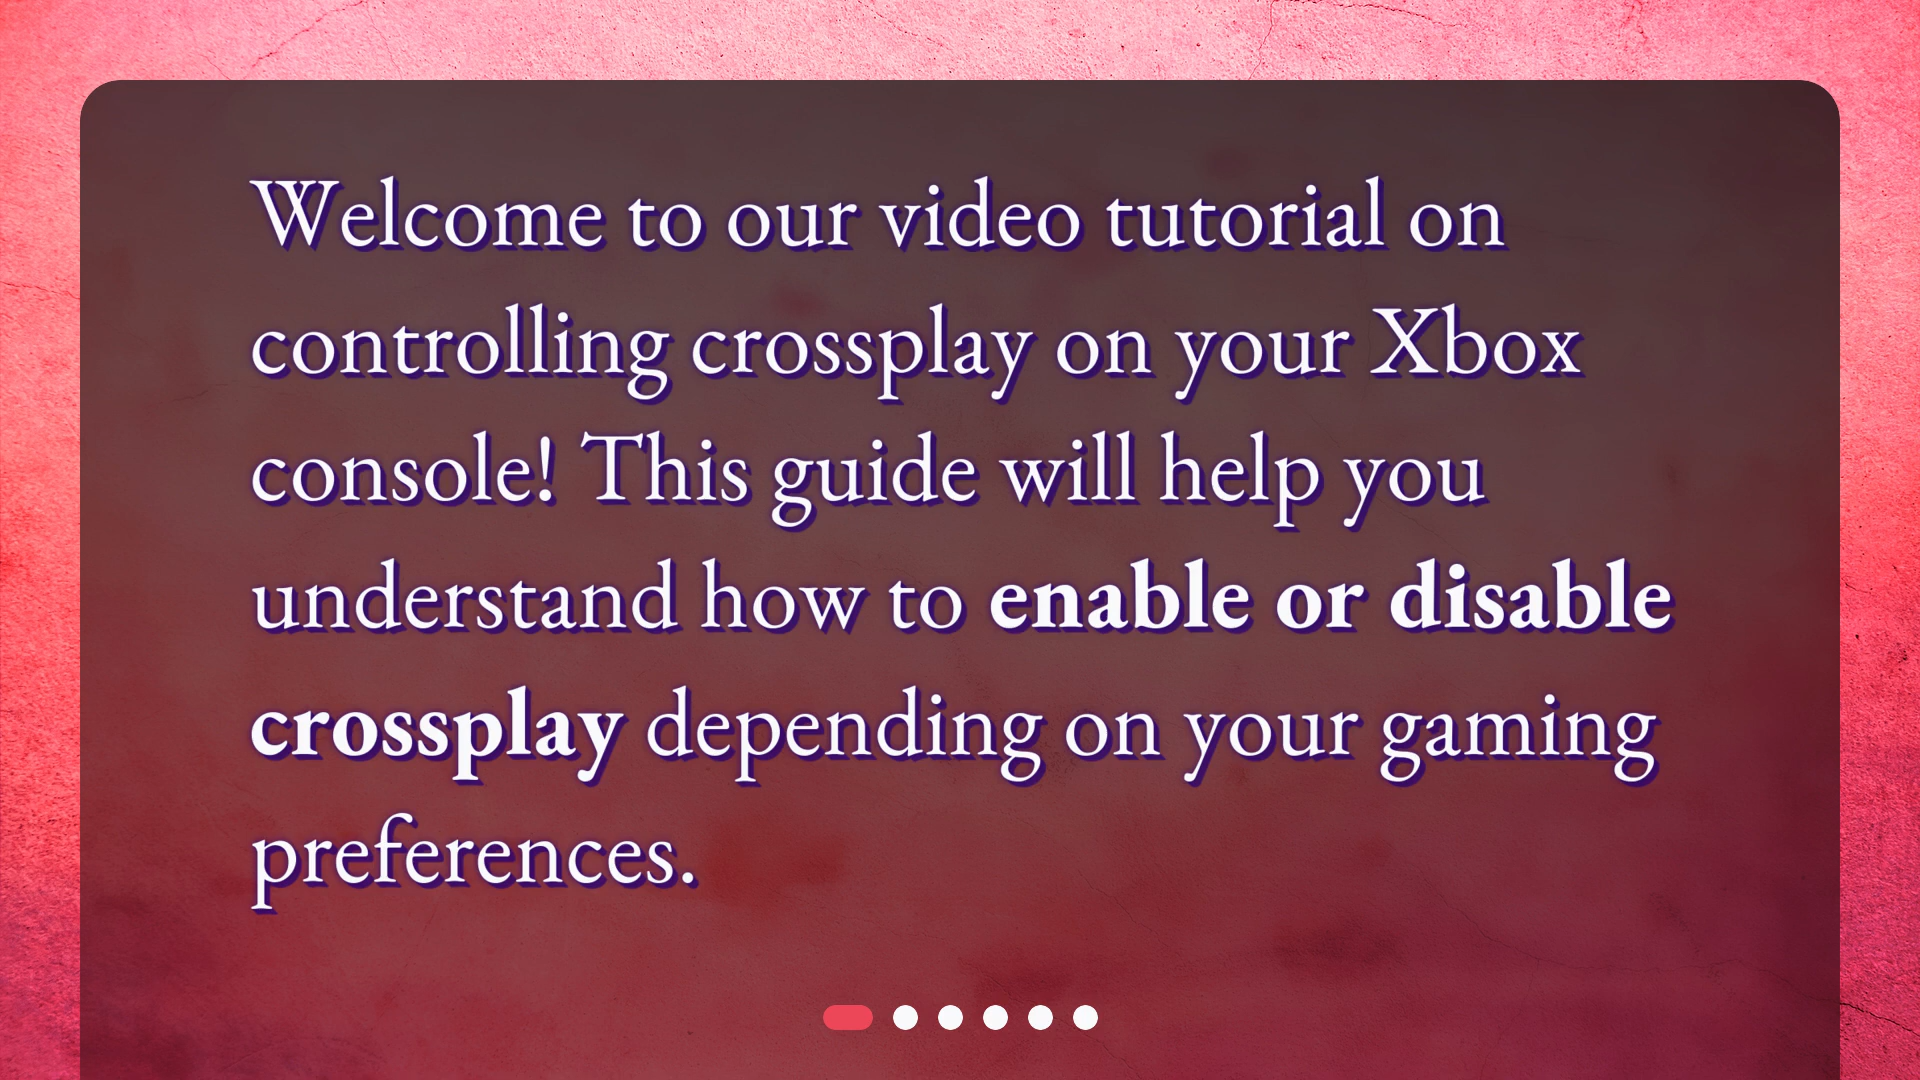 Welcome to our video tutorial on
controlling crossplay on your Xbox
console! This guide will help you
understand how to enable or disable
crossplay depending on your gaming
preferences.